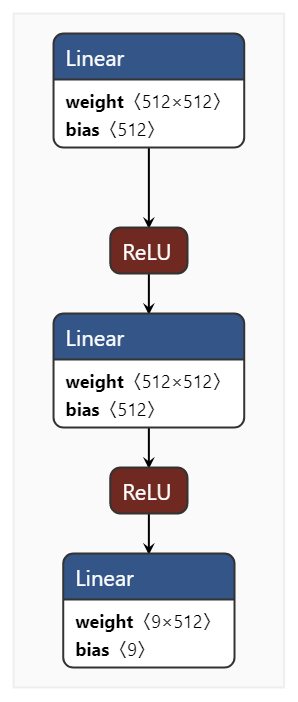 Linear
weight〈512×512〉
bias〈512〉
ReLU
Linear
weight〈512×512〉
bias〈512〉
ReLU
Linear
weight〈9×512〉
bias〈9〉